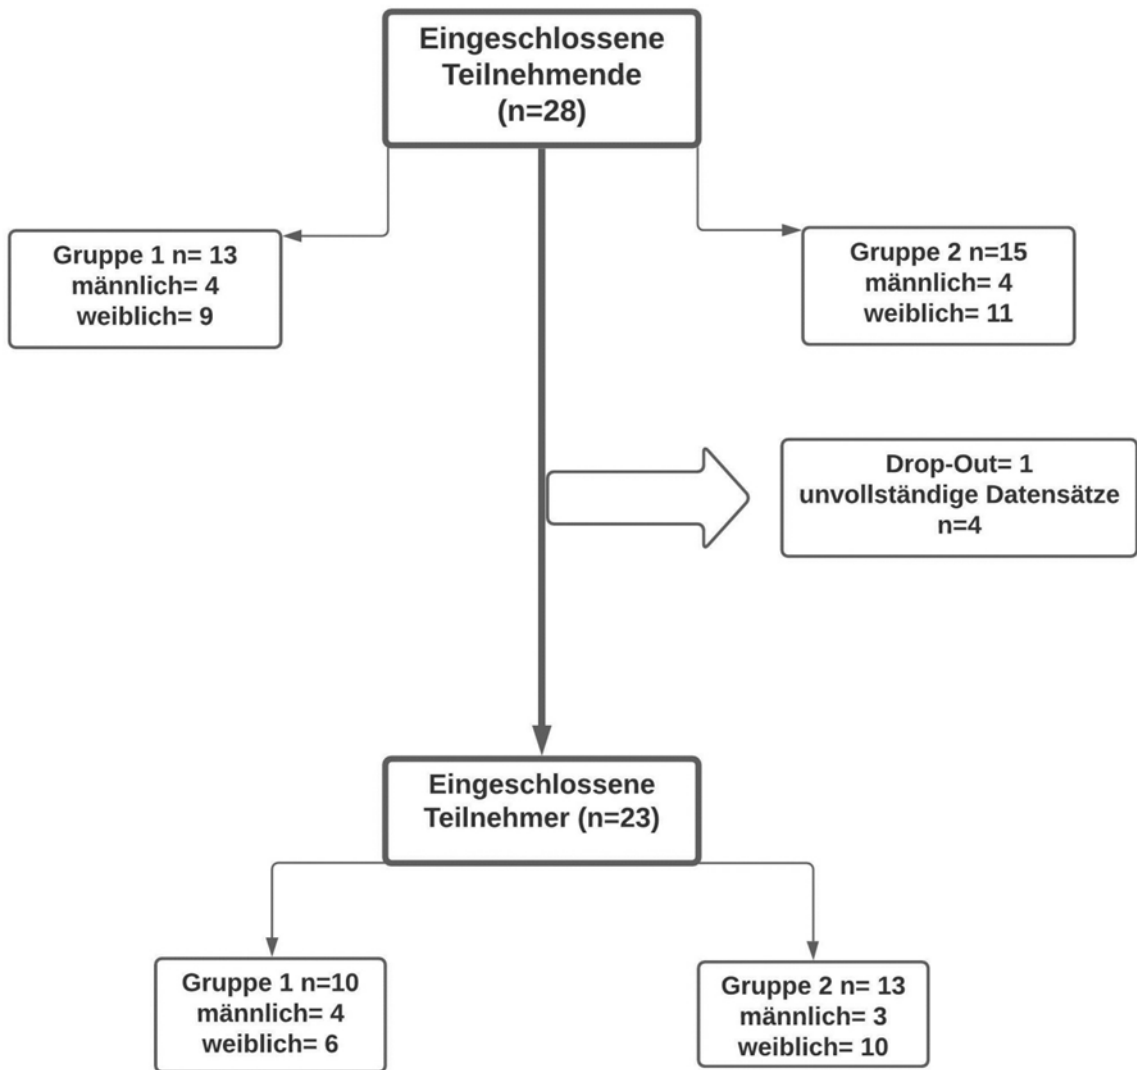 Eingeschlossene
Teilnehmende
(n=28)
Gruppe 1 n= 13
männlich= 4
weiblich= 9
Gruppe 2 n=15
männlich= 4
weiblich= 11
Drop-Out= 1
unvollständige Datensätze
n=4
Eingeschlossene
Teilnehmer (n=23)
Gruppe 1 n=10
männlich= 4
weiblich= 6
Gruppe 2 n= 13
männlich= 3
weiblich= 10